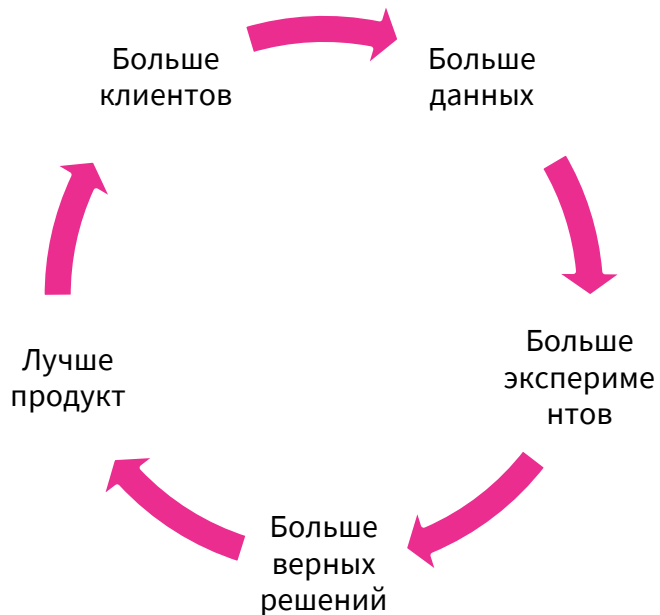 Больше
клиентов
Больше
данных
Больше
экспериме
нтов
Больше
верных
решений
Лучше
продукт